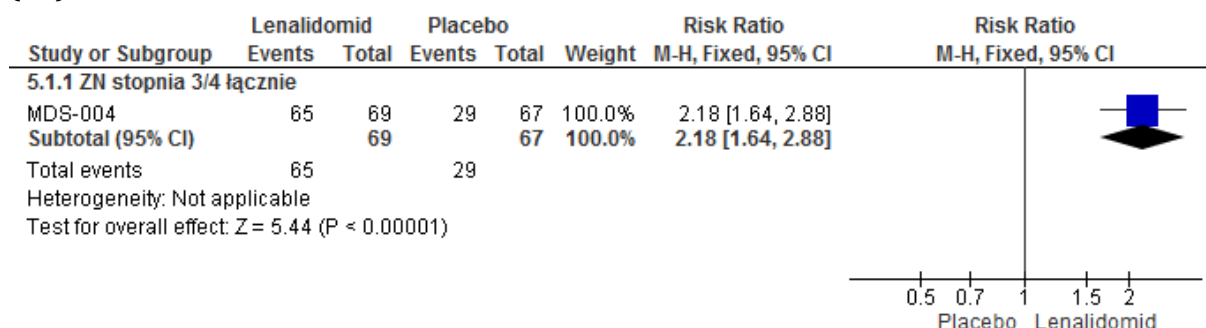 Lenalidomid Placebo Risk Ratio Risk Ratio
Study or Subgroup Events Total Events Total Weight M-H, Fixed, 95% CI M-H, Fixed, 95% CI
5.1.1 ZN stopnia 3/4 łącznie
MDS-004 65 69 29 67 100.0% 2.18 [1.64, 2.88]
Subtotal (95% CI) 69 67 100.0% 2.18 [1.64, 2.88]
Total events 65 29
Heterogeneity: Not applicable
Test for overall effect: Z = 5.44 (P < 0.00001)
0.5 0.7 1 1.5 2
Placebo Lenalidomid